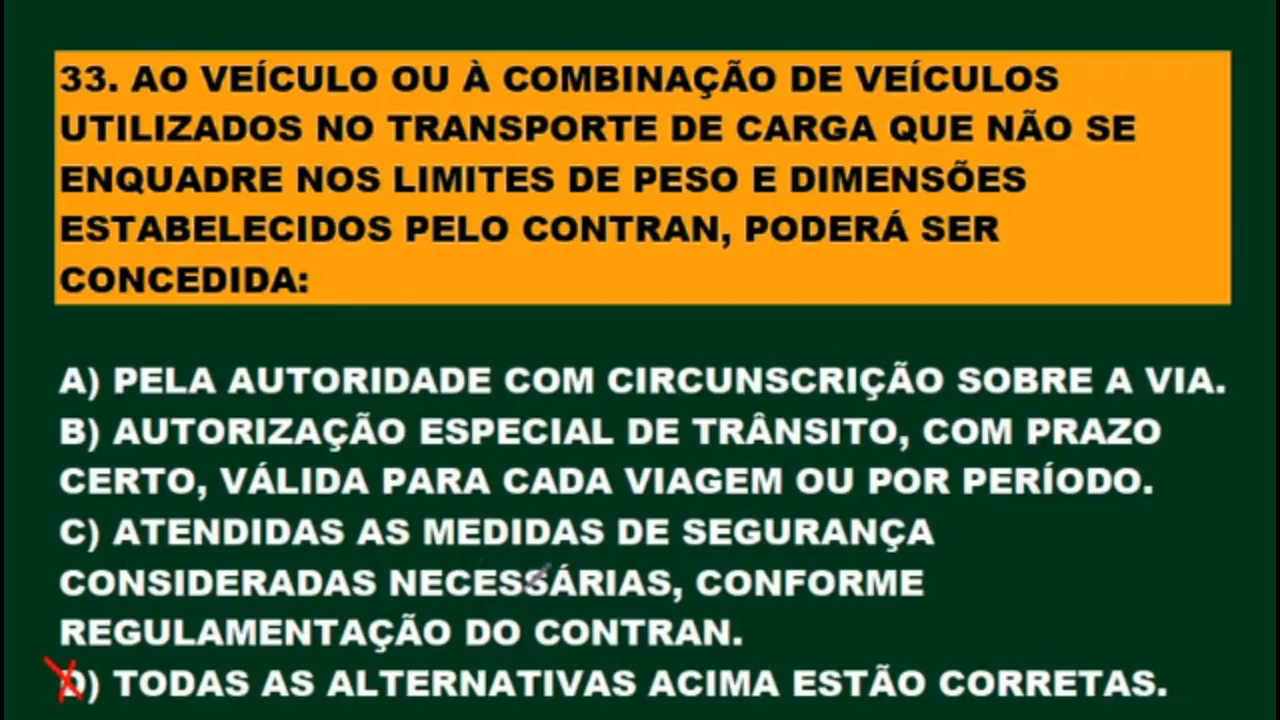 33. AO VEÍCULO OU À COMBINAÇÃO DE VEÍCULOS
UTILIZADOS NO TRANSPORTE DE CARGA QUE NÃO SE
ENQUADRE NOS LIMITES DE PESO E DIMENSÕES
ESTABELECIDOS PELO CONTRAN, PODERÁ SER
CONCEDIDA:
A) PELA AUTORIDADE COM CIRCUNSCRIÇÃO SOBRE A VIA.
B) AUTORIZAÇÃO ESPECIAL DE TRÂNSITO, COM PRAZO
CERTO, VÁLIDA PARA CADA VIAGEM OU POR PERÍODO.
C) ATENDIDAS AS MEDIDAS DE SEGURANÇA
CONSIDERADAS NECESSÁRIAS, CONFORME
REGULAMENTAÇÃO DO CONTRAN.
D) TODAS AS ALTERNATIVAS ACIMA ESTÃO CORRETAS.